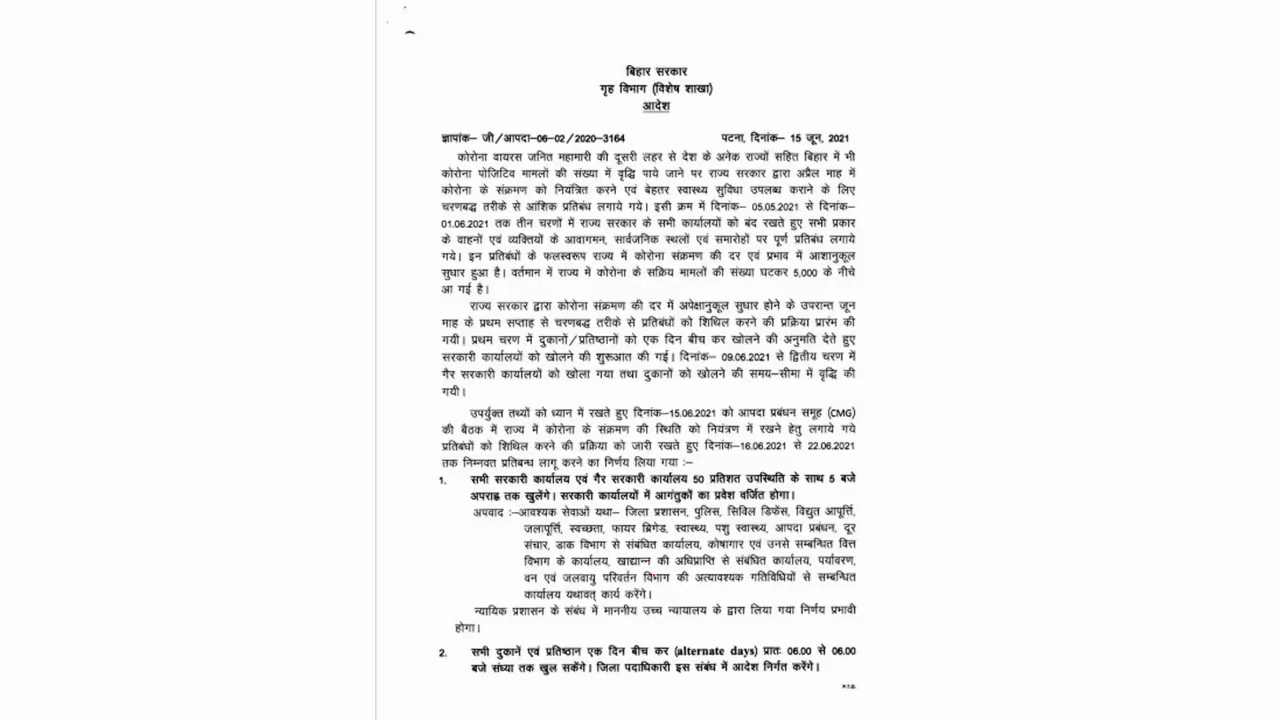 बिहार सरकार
गृह विभाग (विशेष शाखा)
आदेश
ज्ञापांक– जी/आपदा–06–02/2020–3164 पटना, दिनांक– 15 जून, 2021
कोरोना वायरस जनित महामारी की दूसरी लहर से देश के अनेक राज्यों सहित बिहार में भी
कोरोना पोजिटिव मामलों की संख्या में वृद्धि पाये जाने पर राज्य सरकार द्वारा अप्रैल माह में
कोरोना के संक्रमण को नियंत्रित करने एवं बेहतर स्वास्थ्य सुविधा उपलब्ध कराने के लिए
चरणबद्ध तरीके से आंशिक प्रतिबंध लगाये गये। इसी क्रम में दिनांक– 05.05.2021 से दिनांक–
01.06.2021 तक तीन चरणों में राज्य सरकार के सभी कार्यालयों को बंद रखते हुए सभी प्रकार
के वाहनों एवं व्यक्तियों के आवागमन, सार्वजनिक स्थलों एवं समारोहों पर पूर्ण प्रतिबंध लगाये
गये। इन प्रतिबंधों के फलस्वरूप राज्य में कोरोना संक्रमण की दर एवं प्रभाव में आशानुकूल
सुधार हुआ है। वर्तमान में राज्य में कोरोना के सक्रिय मामलों की संख्या घटकर 5,000 के नीचे
आ गई है।
राज्य सरकार द्वारा कोरोना संक्रमण की दर में अपेक्षानुकूल सुधार होने के उपरान्त जून
माह के प्रथम सप्ताह से चरणबद्ध तरीके से प्रतिबंधों को शिथिल करने की प्रक्रिया प्रारंभ की
गयी। प्रथम चरण में दुकानों/प्रतिष्ठानों को एक दिन बीच कर खोलने की अनुमति देते हुए
सरकारी कार्यालयों को खोलने की शुरूआत की गई। दिनांक– 09.06.2021 से द्वितीय चरण में
गैर सरकारी कार्यालयों को खोला गया तथा दुकानों को खोलने की समय–सीमा में वृद्धि की
गयी।
उपर्युक्त तथ्यों को ध्यान में रखते हुए दिनांक–15.06.2021 को आपदा प्रबंधन समूह (CMG)
की बैठक में राज्य में कोरोना के संक्रमण की स्थिति को नियंत्रण में रखने हेतु लगाये गये
प्रतिबंधों को शिथिल करने की प्रक्रिया को जारी रखते हुए दिनांक–16.06.2021 से 22.06.2021
तक निम्नवत प्रतिबन्ध लागू करने का निर्णय लिया गया :–
1. सभी सरकारी कार्यालय एवं गैर सरकारी कार्यालय 50 प्रतिशत उपस्थिति के साथ 5 बजे
अपराह्न तक खुलेंगे। सरकारी कार्यालयों में आगंतुकों का प्रवेश वर्जित होगा।
अपवाद :–आवश्यक सेवाओं यथा– जिला प्रशासन, पुलिस, सिविल डिफेंस, विद्युत आपूर्त्ति,
जलापूर्त्ति, स्वच्छता, फायर ब्रिगेड, स्वास्थ्य, पशु स्वास्थ्य, आपदा प्रबंधन, दूर
संचार, डाक विभाग से संबंधित कार्यालय, कोषागार एवं उनसे सम्बन्धित वित्त
विभाग के कार्यालय, खाद्यान्न की अधिप्राप्ति से संबंधित कार्यालय, पर्यावरण,
वन एवं जलवायु परिवर्तन विभाग की अत्यावश्यक गतिविधियों से सम्बन्धित
कार्यालय यथावत् कार्य करेंगे।
न्यायिक प्रशासन के संबंध में माननीय उच्च न्यायालय के द्वारा लिया गया निर्णय प्रभावी
होगा।
2. सभी दुकानें एवं प्रतिष्ठान एक दिन बीच कर (alternate days) प्रातः 06.00 से 06.00
बजे संध्या तक खुल सकेंगे। जिला पदाधिकारी इस संबंध में आदेश निर्गत करेंगे।
P.T.O.